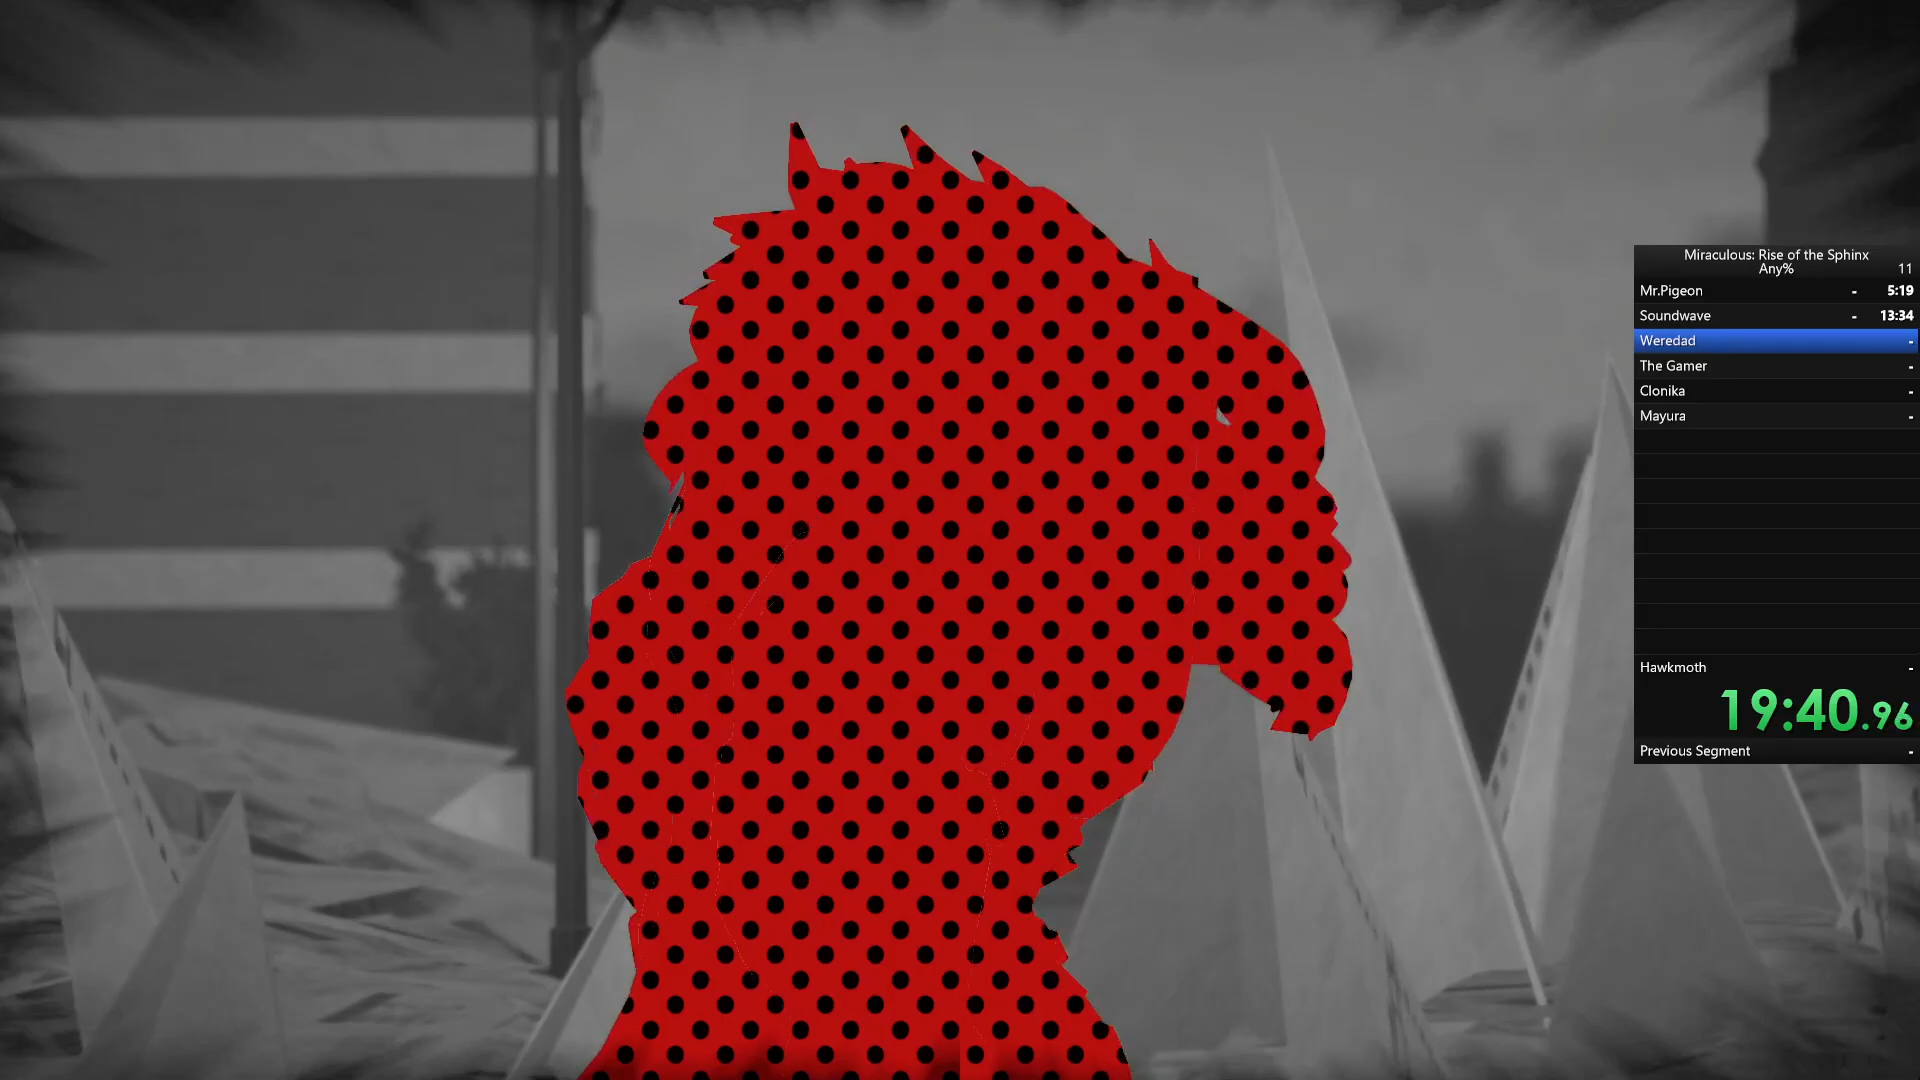 Miraculous: Rise of the Sphinx
Any% 11
Mr.Pigeon - 5:19
Soundwave - 13:34
Weredad -
The Gamer -
Clonika -
Mayura -
Hawkmoth -
19:40.96
Previous Segment -